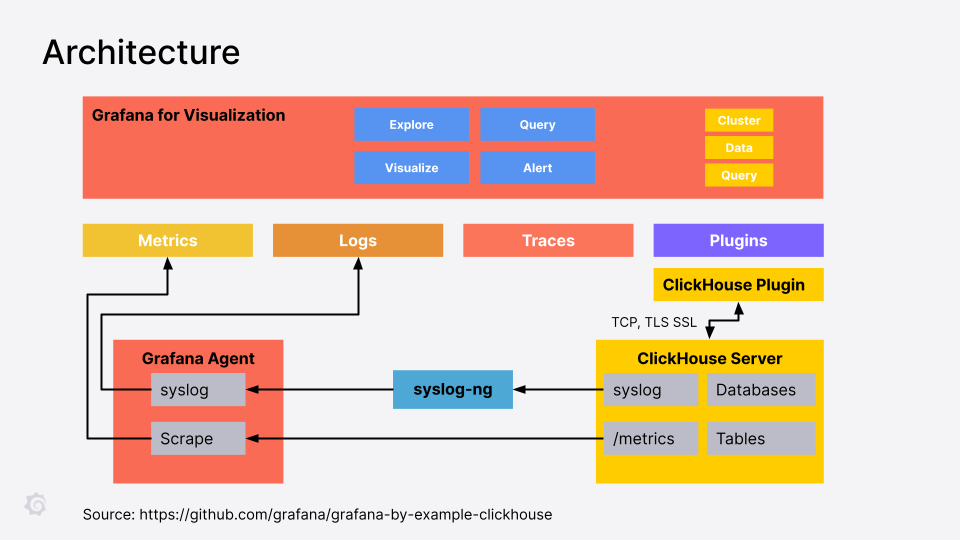 Architecture
Grafana for Visualization
Explore
Query
Visualize
Alert
Cluster
Data
Query
Metrics
Logs
Traces
Plugins
ClickHouse Plugin
TCP, TLS SSL
Grafana Agent
syslog
Scrape
syslog-ng
ClickHouse Server
syslog
Databases
/metrics
Tables
Source: https://github.com/grafana/grafana-by-example-clickhouse